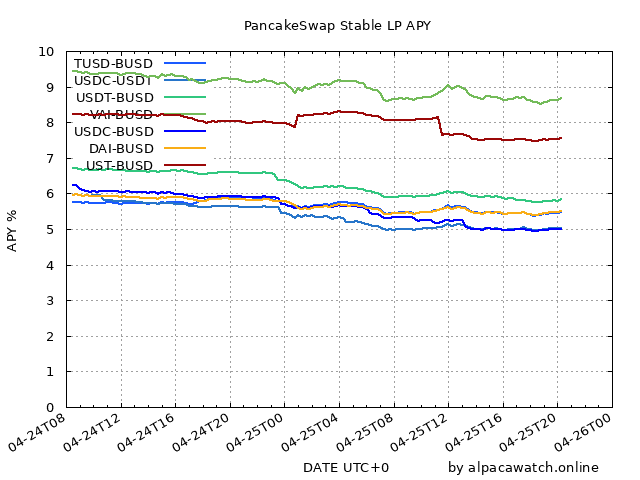 PancakeSwap Stable LP APY
APY %
10
9
8
7
6
5
4
3
2
1
0
TUSD-BUSD
USDC-USDT
USDT-BUSD
VAI-BUSD
USDC-BUSD
DAI-BUSD
UST-BUSD
04-24T08
04-24T12
04-24T16
04-24T20
04-25T00
04-25T04
04-25T08
04-25T12
04-25T16
04-25T20
04-26T00
DATE UTC+0
by alpacawatch.online